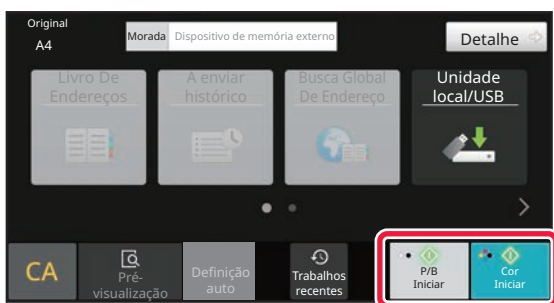 Original
A4
Morada
Dispositivo de memória externo
Detalhe
Livro De
Endereços
A enviar
histórico
Busca Global
De Endereço
Unidade
local/USB
CA
Pré-
visualização
Definição
auto
Trabalhos
recentes
P/B
Iniciar
Cor
Iniciar